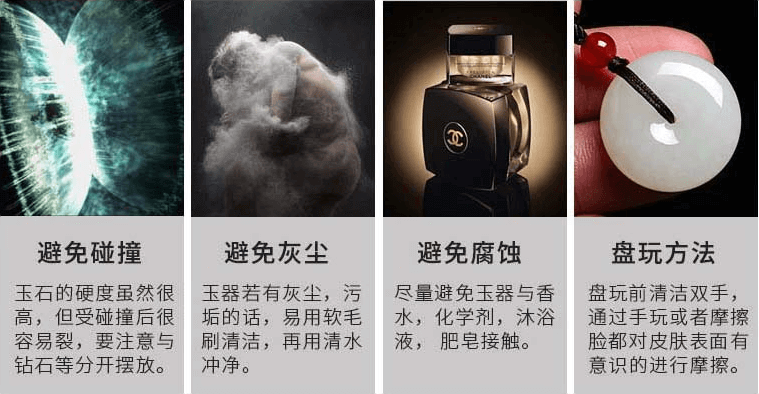 CHANEL
避免碰撞
玉石的硬度虽然很
高，但受碰撞后很
容易裂，要注意与
钻石等分开摆放。
避免灰尘
玉器若有灰尘，污
垢的话，易用软毛
刷清洁，再用清水
冲净。
避免腐蚀
尽量避免玉器与香
水，化学剂，沐浴
液， 肥皂接触。
盘玩方法
盘玩前清洁双手，
通过手玩或者摩擦
脸都对皮肤表面有
意识的进行摩擦。